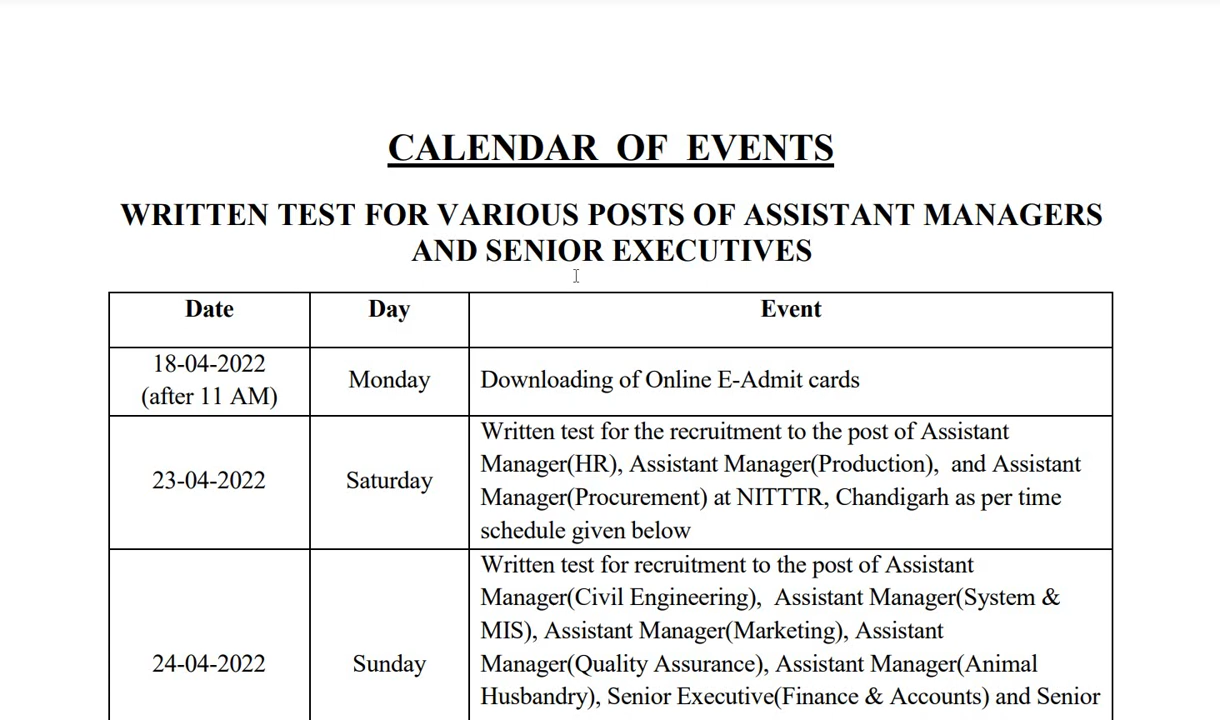 CALENDAR OF EVENTS
WRITTEN TEST FOR VARIOUS POSTS OF ASSISTANT MANAGERS
AND SENIOR EXECUTIVES
Date Day Event
18-04-2022
(after 11 AM)
Monday
Downloading of Online E-Admit cards
23-04-2022
Saturday
Written test for the recruitment to the post of Assistant
Manager(HR), Assistant Manager(Production), and Assistant
Manager(Procurement) at NITTTR, Chandigarh as per time
schedule given below
24-04-2022
Sunday
Written test for recruitment to the post of Assistant
Manager(Civil Engineering), Assistant Manager(System &
MIS), Assistant Manager(Marketing), Assistant
Manager(Quality Assurance), Assistant Manager(Animal
Husbandry), Senior Executive(Finance & Accounts) and Senior